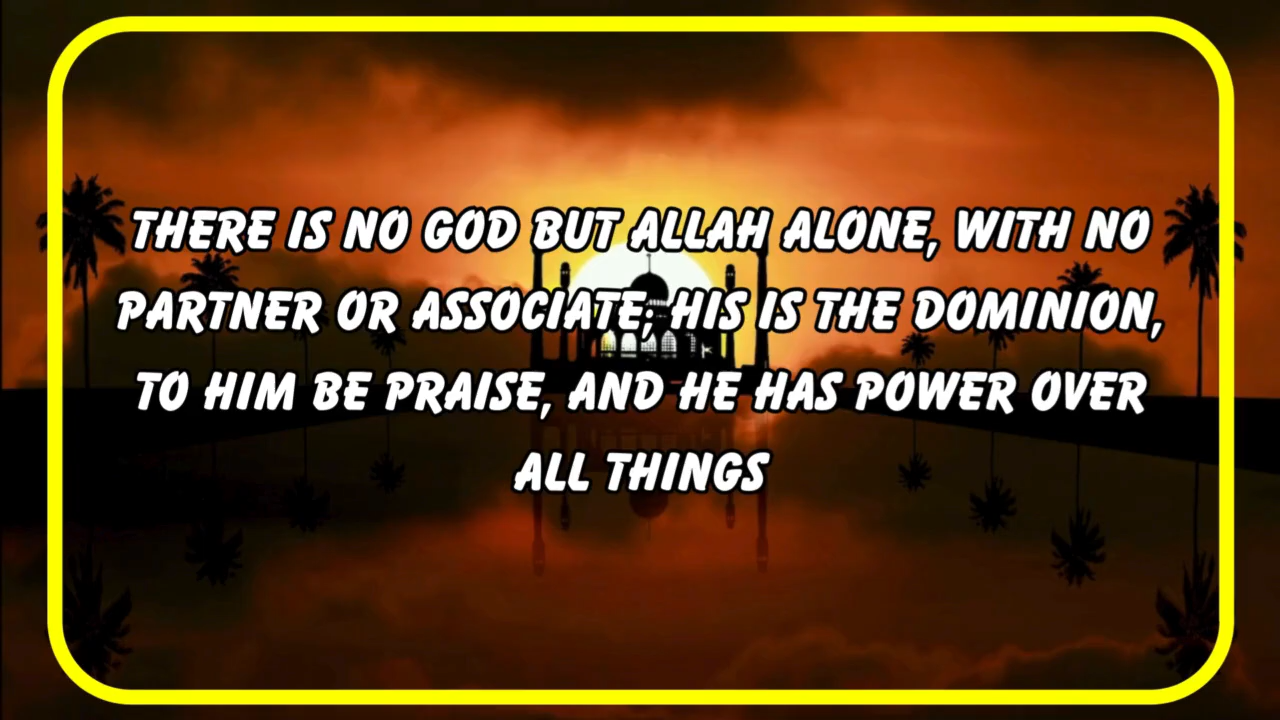 THERE IS NO GOD BUT ALLAH ALONE, WITH NO
PARTNER OR ASSOCIATE; HIS IS THE DOMINION,
TO HIM BE PRAISE, AND HE HAS POWER OVER
ALL THINGS